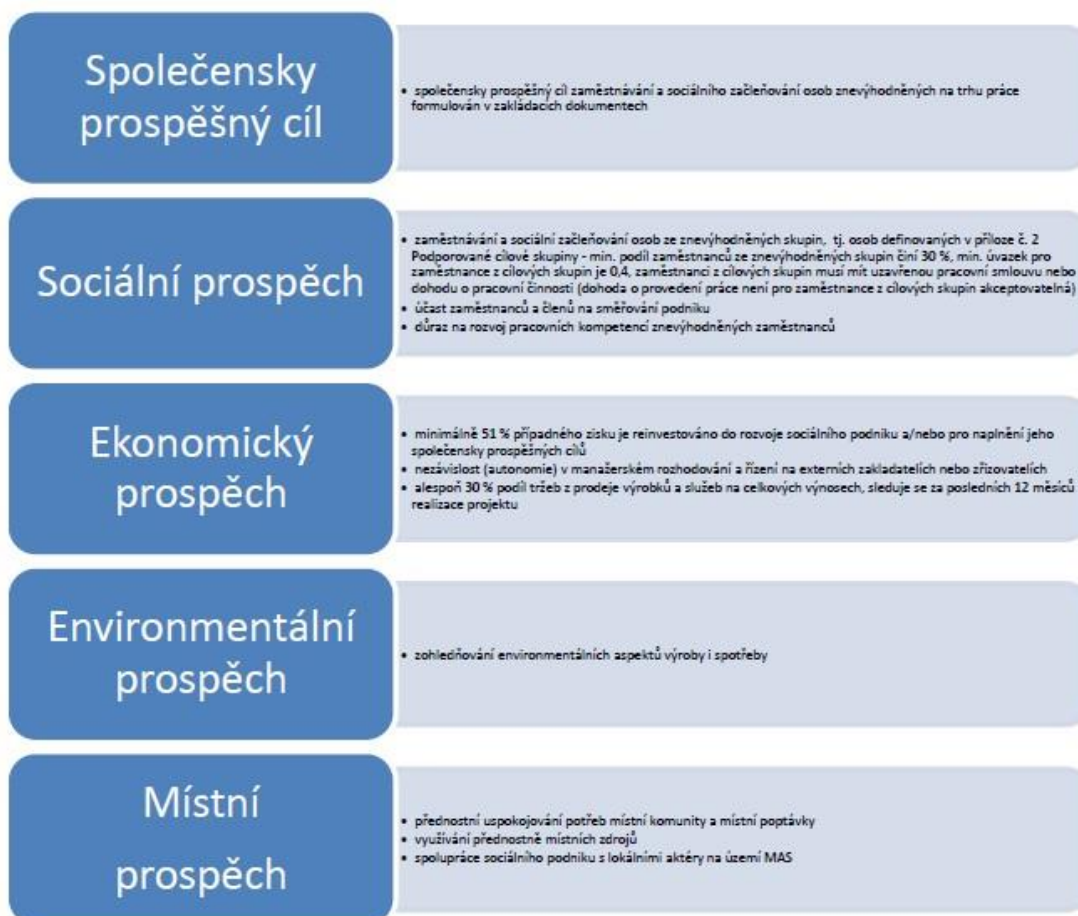 Společensky
prospěšný cíl
• společensky prospěšný cíl zaměstnávání a sociálního začleňování osob znevýhodněných na trhu práce
formulován v zakládacích dokumentech
Sociální prospěch
• zaměstnávání a sociální začleňování osob ze znevýhodněných skupin, tj. osob definovaných v příloze č. 2
Podporované cílové skupiny - min. podíl zaměstnanců ze znevýhodněných skupin činí 30 %, min. úvazek pro
zaměstnance z cílových skupin je 0,4, zaměstnanci z cílových skupin musí mít uzavřenou pracovní smlouvu nebo
dohodu o pracovní činnosti (dohoda o provedení práce není pro zaměstnance z cílových skupin akceptovatelná)
• účast zaměstnanců a členů na směřování podniku
• důraz na rozvoj pracovních kompetencí znevýhodněných zaměstnanců
Ekonomický
prospěch
• minimálně 51 % případného zisku je reinvestováno do rozvoje sociálního podniku a/nebo pro naplnění jeho
společensky prospěšných cílů
• nezávislost (autonomie) v manažerském rozhodování a řízení na externích zakladatelích nebo zřizovatelích
• alespoň 30 % podíl tržeb z prodeje výrobků a služeb na celkových výnosech, sleduje se za posledních 12 měsíců
realizace projektu
Environmentální
prospěch
• zohledňování environmentálních aspektů výroby i spotřeby
Místní
prospěch
• přednostní uspokojování potřeb místní komunity a místní poptávky
• využívání přednostně místních zdrojů
• spolupráce sociálního podniku s lokálními aktéry na území MAS